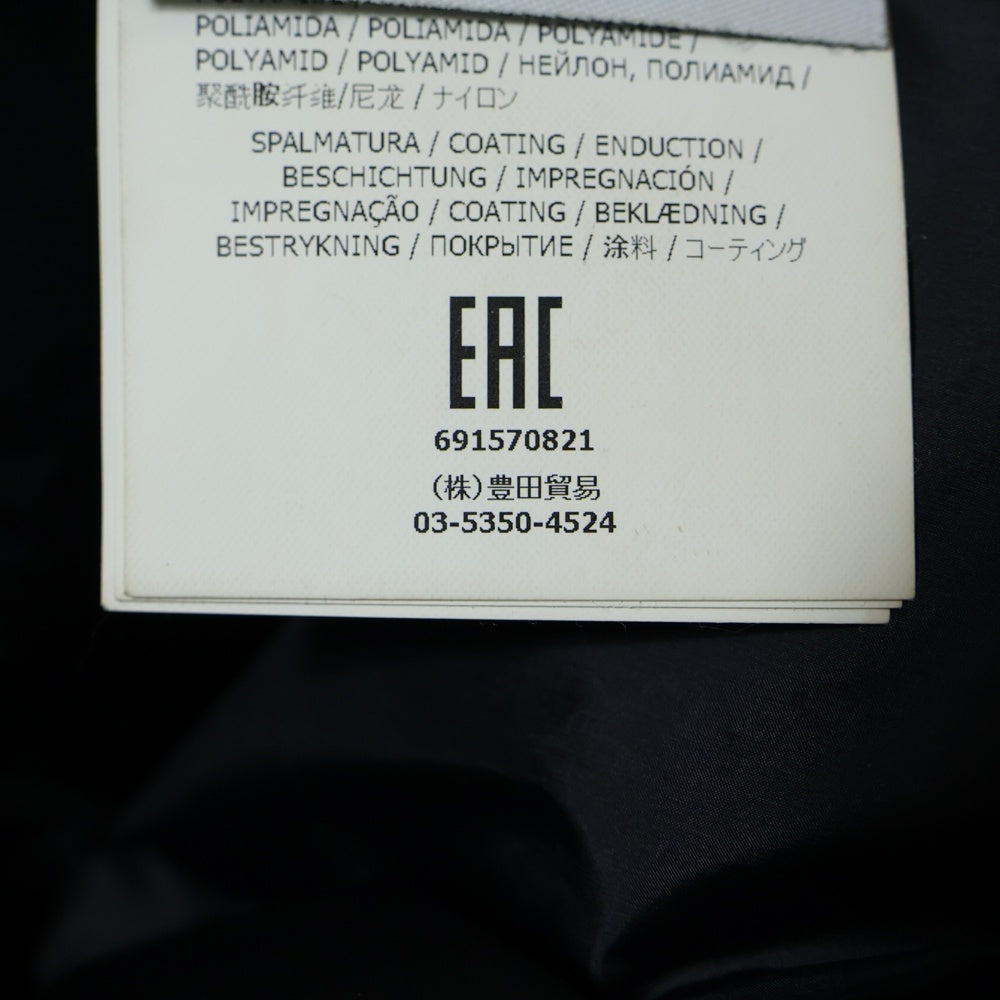 POLIAMIDA / POLIAMIDA / POLYAMIDE /
POLYAMID / POLYAMID / НЕЙЛОН, ПОЛИАМИД /
聚酰胺纤维/尼龙 / ナイロン
SPALMATURA / COATING / ENDUCTION /
BESCHICHTUNG / IMPREGNACIÓN /
IMPREGNAÇÃO / COATING / BEKLÆDNING /
BESTRYKNING / ПОКРЫТИЕ / 涂料 / コーティング
EAC
691570821
(株)豊田貿易
03-5350-4524